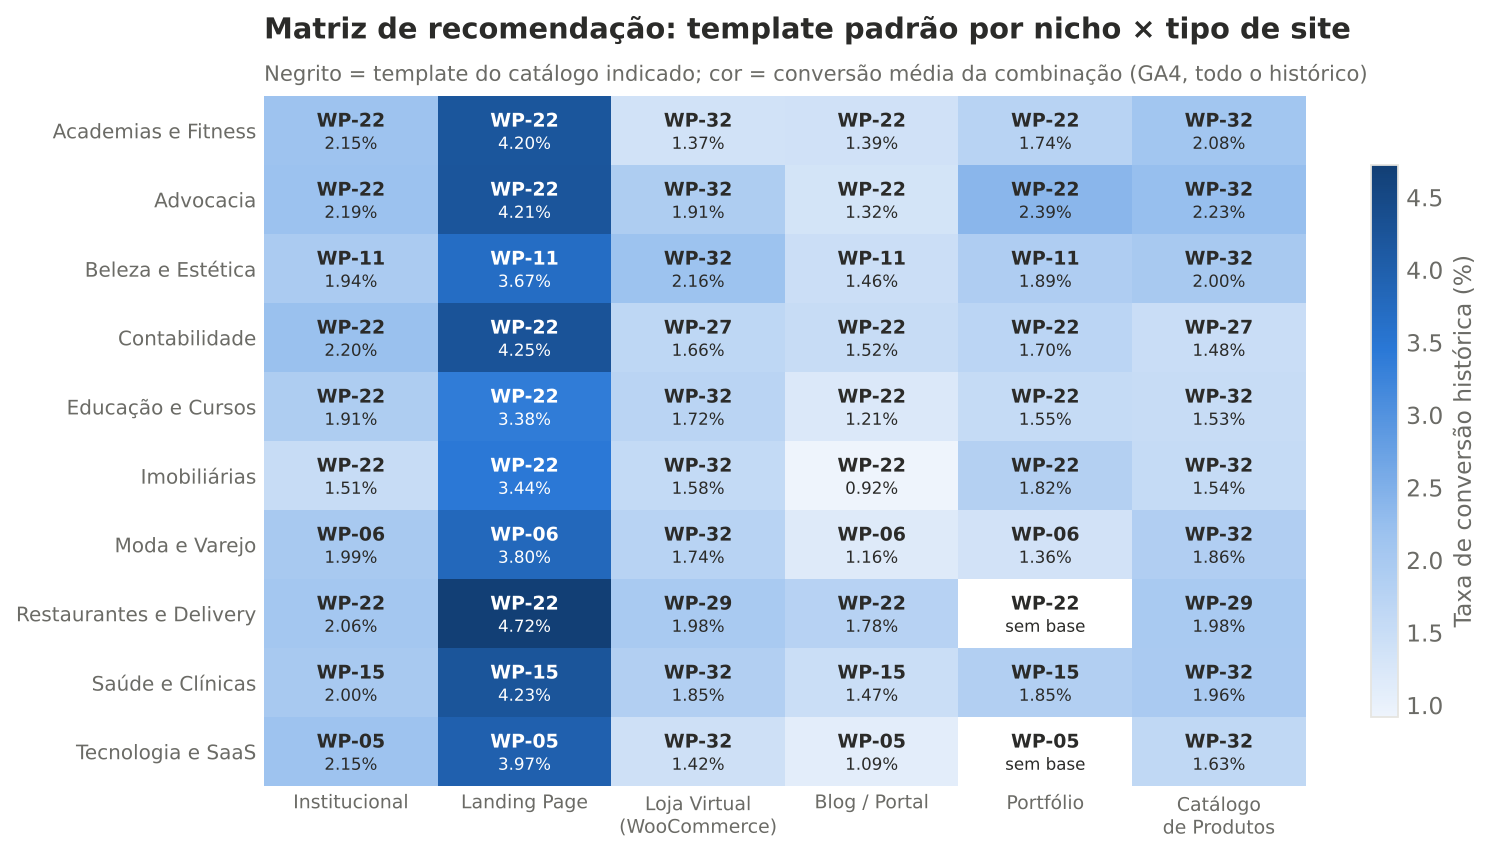 Matriz de recomendação: template padrão por nicho × tipo de site
Negrito = template do catálogo indicado; cor = conversão média da combinação (GA4, todo o histórico)
Academias e Fitness
WP-22 WP-22 WP-32 WP-22 WP-22 WP-32
2.15% 4.20% 1.37% 1.39% 1.74% 2.08%
Advocacia
WP-22 WP-22 WP-32 WP-22 WP-22 WP-32
2.19% 4.21% 1.91% 1.32% 2.39% 2.23%
Beleza e Estética
WP-11 WP-11 WP-32 WP-11 WP-11 WP-32
1.94% 3.67% 2.16% 1.46% 1.89% 2.00%
Contabilidade
WP-22 WP-22 WP-27 WP-22 WP-22 WP-27
2.20% 4.25% 1.66% 1.52% 1.70% 1.48%
Educação e Cursos
WP-22 WP-22 WP-32 WP-22 WP-22 WP-32
1.91% 3.38% 1.72% 1.21% 1.55% 1.53%
Imobiliárias
WP-22 WP-22 WP-32 WP-22 WP-22 WP-32
1.51% 3.44% 1.58% 0.92% 1.82% 1.54%
Moda e Varejo
WP-06 WP-06 WP-32 WP-06 WP-06 WP-32
1.99% 3.80% 1.74% 1.16% 1.36% 1.86%
Restaurantes e Delivery
WP-22 WP-22 WP-29 WP-22 WP-22 WP-29
2.06% 4.72% 1.98% 1.78% sem base 1.98%
Saúde e Clínicas
WP-15 WP-15 WP-32 WP-15 WP-15 WP-32
2.00% 4.23% 1.85% 1.47% 1.85% 1.96%
Tecnologia e SaaS
WP-05 WP-05 WP-32 WP-05 WP-05 WP-32
2.15% 3.97% 1.42% 1.09% sem base 1.63%
Institucional
Landing Page
Loja Virtual
(WooCommerce)
Blog / Portal
Portfólio
Catálogo
de Produtos
4.5
4.0
3.5
3.0
2.5
2.0
1.5
1.0
Taxa de conversão histórica (%)